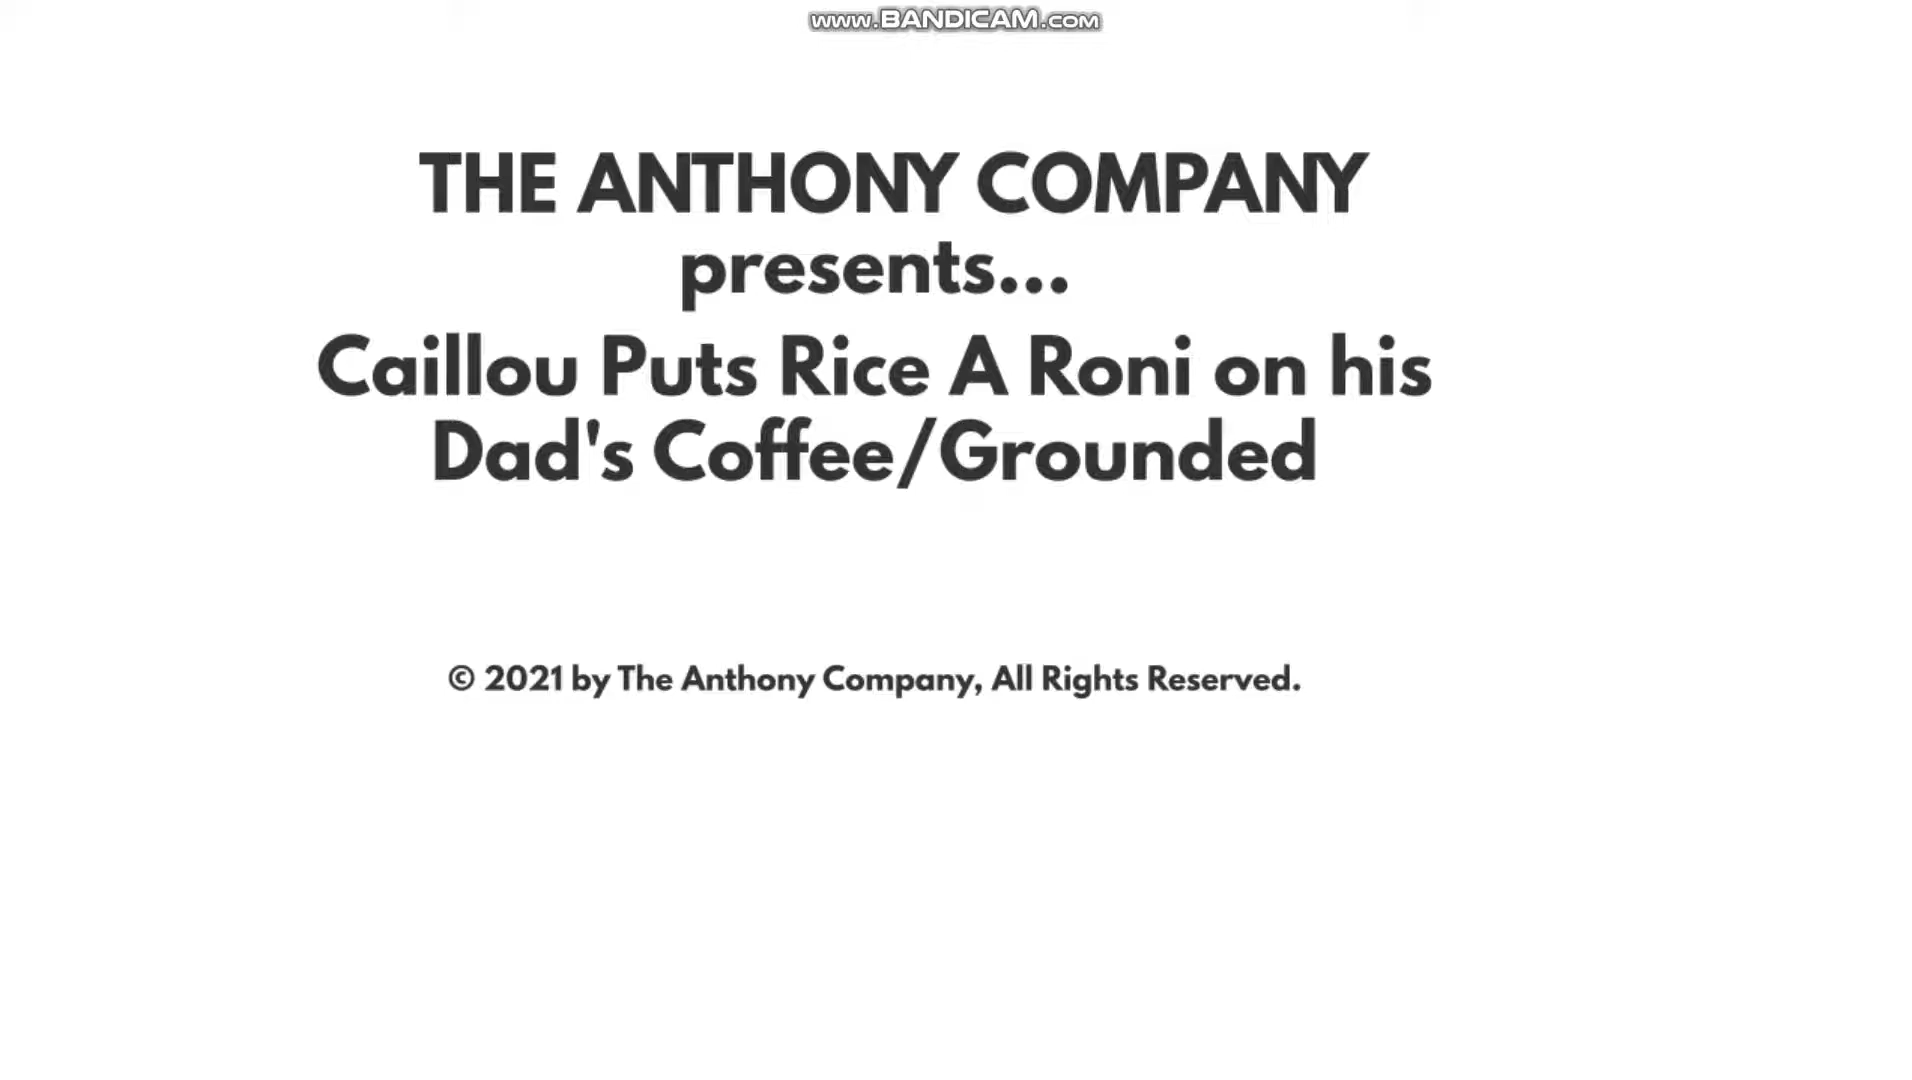 www.BANDICAM.com
THE ANTHONY COMPANY
presents...
Caillou Puts Rice A Roni on his
Dad's Coffee/Grounded
© 2021 by The Anthony Company, All Rights Reserved.